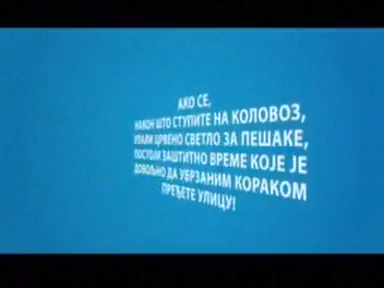 АКО СЕ,
НАКОН ШТО СТУПИТЕ НА КОЛОВОЗ,
УПАЛИ ЦРВЕНО СВЕТЛО ЗА ПЕШАКЕ,
ПОСТОЈИ ЗАШТИТНО ВРЕМЕ КОЈЕ ЈЕ
ДОВОЉНО ДА УБРЗАНИМ КОРАКОМ
ПРЕЂЕТЕ УЛИЦУ!